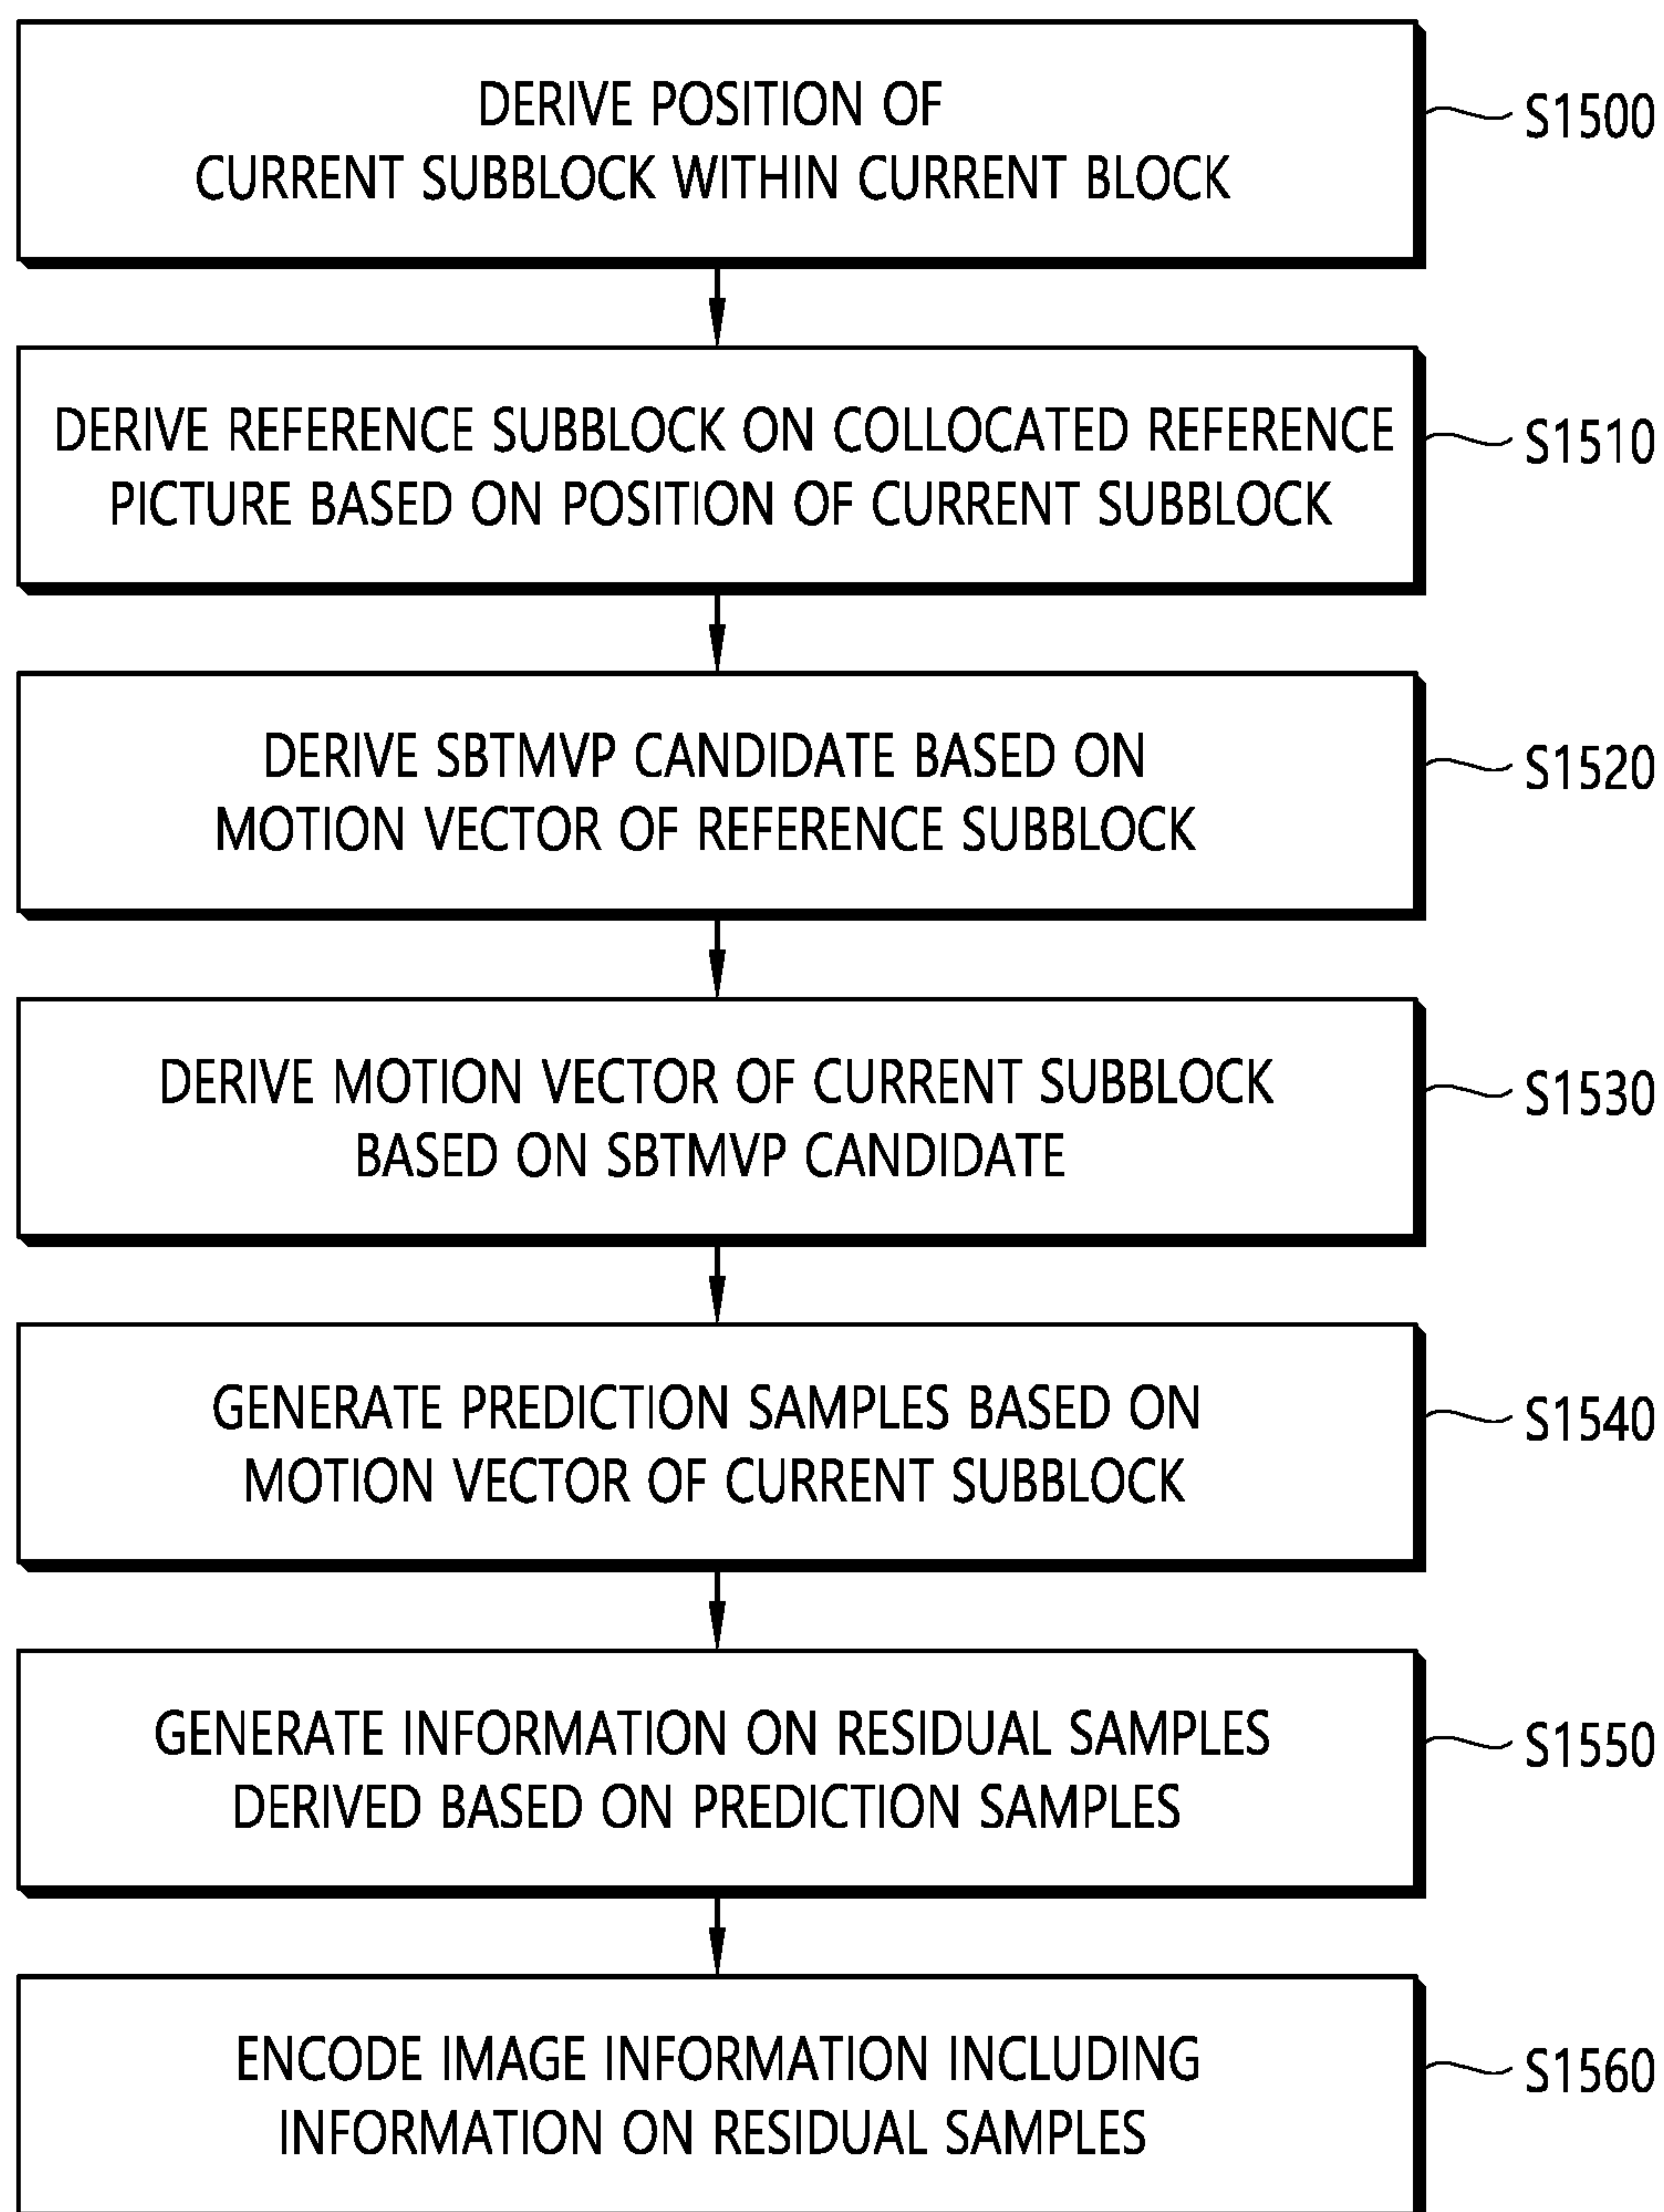 DERIVE POSITION OF
CURRENT SUBBLOCK WITHIN CURRENT BLOCK
S1500
DERIVE REFERENCE SUBBLOCK ON COLLOCATED REFERENCE
PICTURE BASED ON POSITION OF CURRENT SUBBLOCK
S1510
DERIVE SBTMVP CANDIDATE BASED ON
MOTION VECTOR OF REFERENCE SUBBLOCK
S1520
DERIVE MOTION VECTOR OF CURRENT SUBBLOCK
BASED ON SBTMVP CANDIDATE
S1530
GENERATE PREDICTION SAMPLES BASED ON
MOTION VECTOR OF CURRENT SUBBLOCK
S1540
GENERATE INFORMATION ON RESIDUAL SAMPLES
DERIVED BASED ON PREDICTION SAMPLES
S1550
ENCODE IMAGE INFORMATION INCLUDING
INFORMATION ON RESIDUAL SAMPLES
S1560